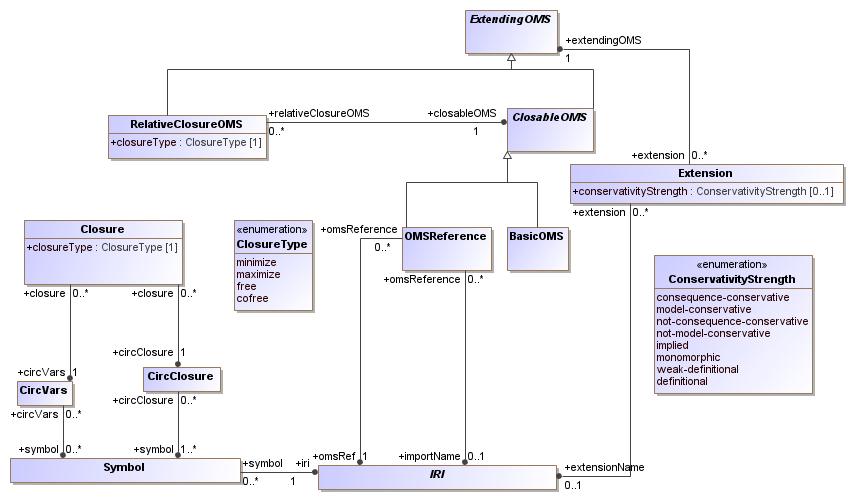 ExtendingOMS
+extendingOMS
1
RelativeClosureOMS
+closureType : ClosureType [1]
+relativeClosureOMS
0..*
+closableOMS
1
ClosableOMS
+extension 0..*
Extension
+conservativityStrength : ConservativityStrength [0..1]
+extension 0..*
Closure
+closureType : ClosureType [1]
+closure 0..*
+closure 0..*
«enumeration»
ClosureType
minimize
maximize
free
cofree
+omsReference
0..*
OMSReference
BasicOMS
+omsReference 0..*
«enumeration»
ConservativityStrength
consequence-conservative
model-conservative
not-consequence-conservative
not-model-conservative
implied
monomorphic
weak-definitional
definitional
+circClosure 1
+circVars 1
CircClosure
CircVars
+circClosure 0..*
+circVars 0..*
+symbol 0..*
+symbol 1..*
Symbol
+symbol
0..*
+iri
1
+osmRef 1
+importName 0..1
IRI
+extensionName
0..1